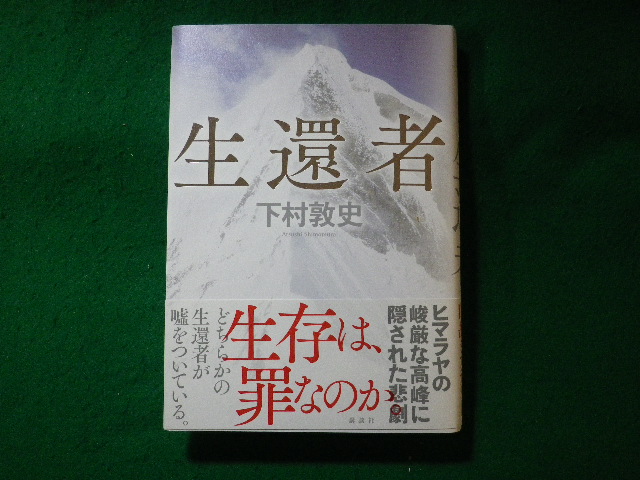 生還者
下村敦史
Atsushi Shimomura
ヒマラヤの
峻厳な高峰に
隠された悲劇。
生存は、
罪なのか。
どちらかの
生還者が
嘘をついている。
講談社